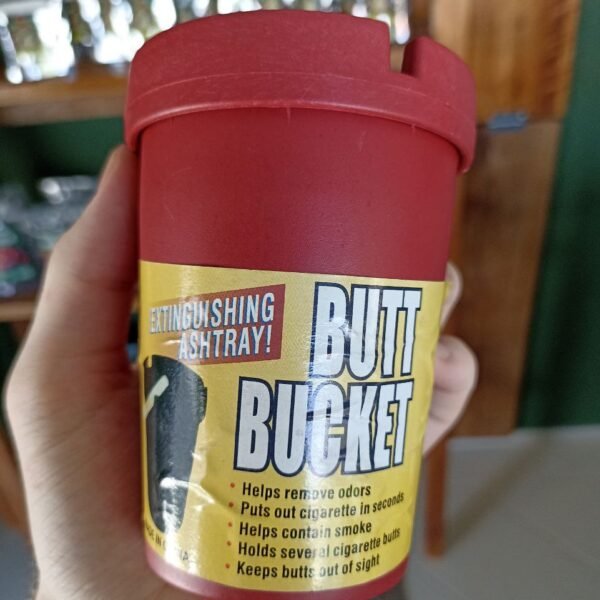 EXTINGUISHING
ASHTRAY!
BUTT
BUCKET
• Helps remove odors
• Puts out cigarette in seconds
• Helps contain smoke
• Holds several cigarette butts
• Keeps butts out of sight